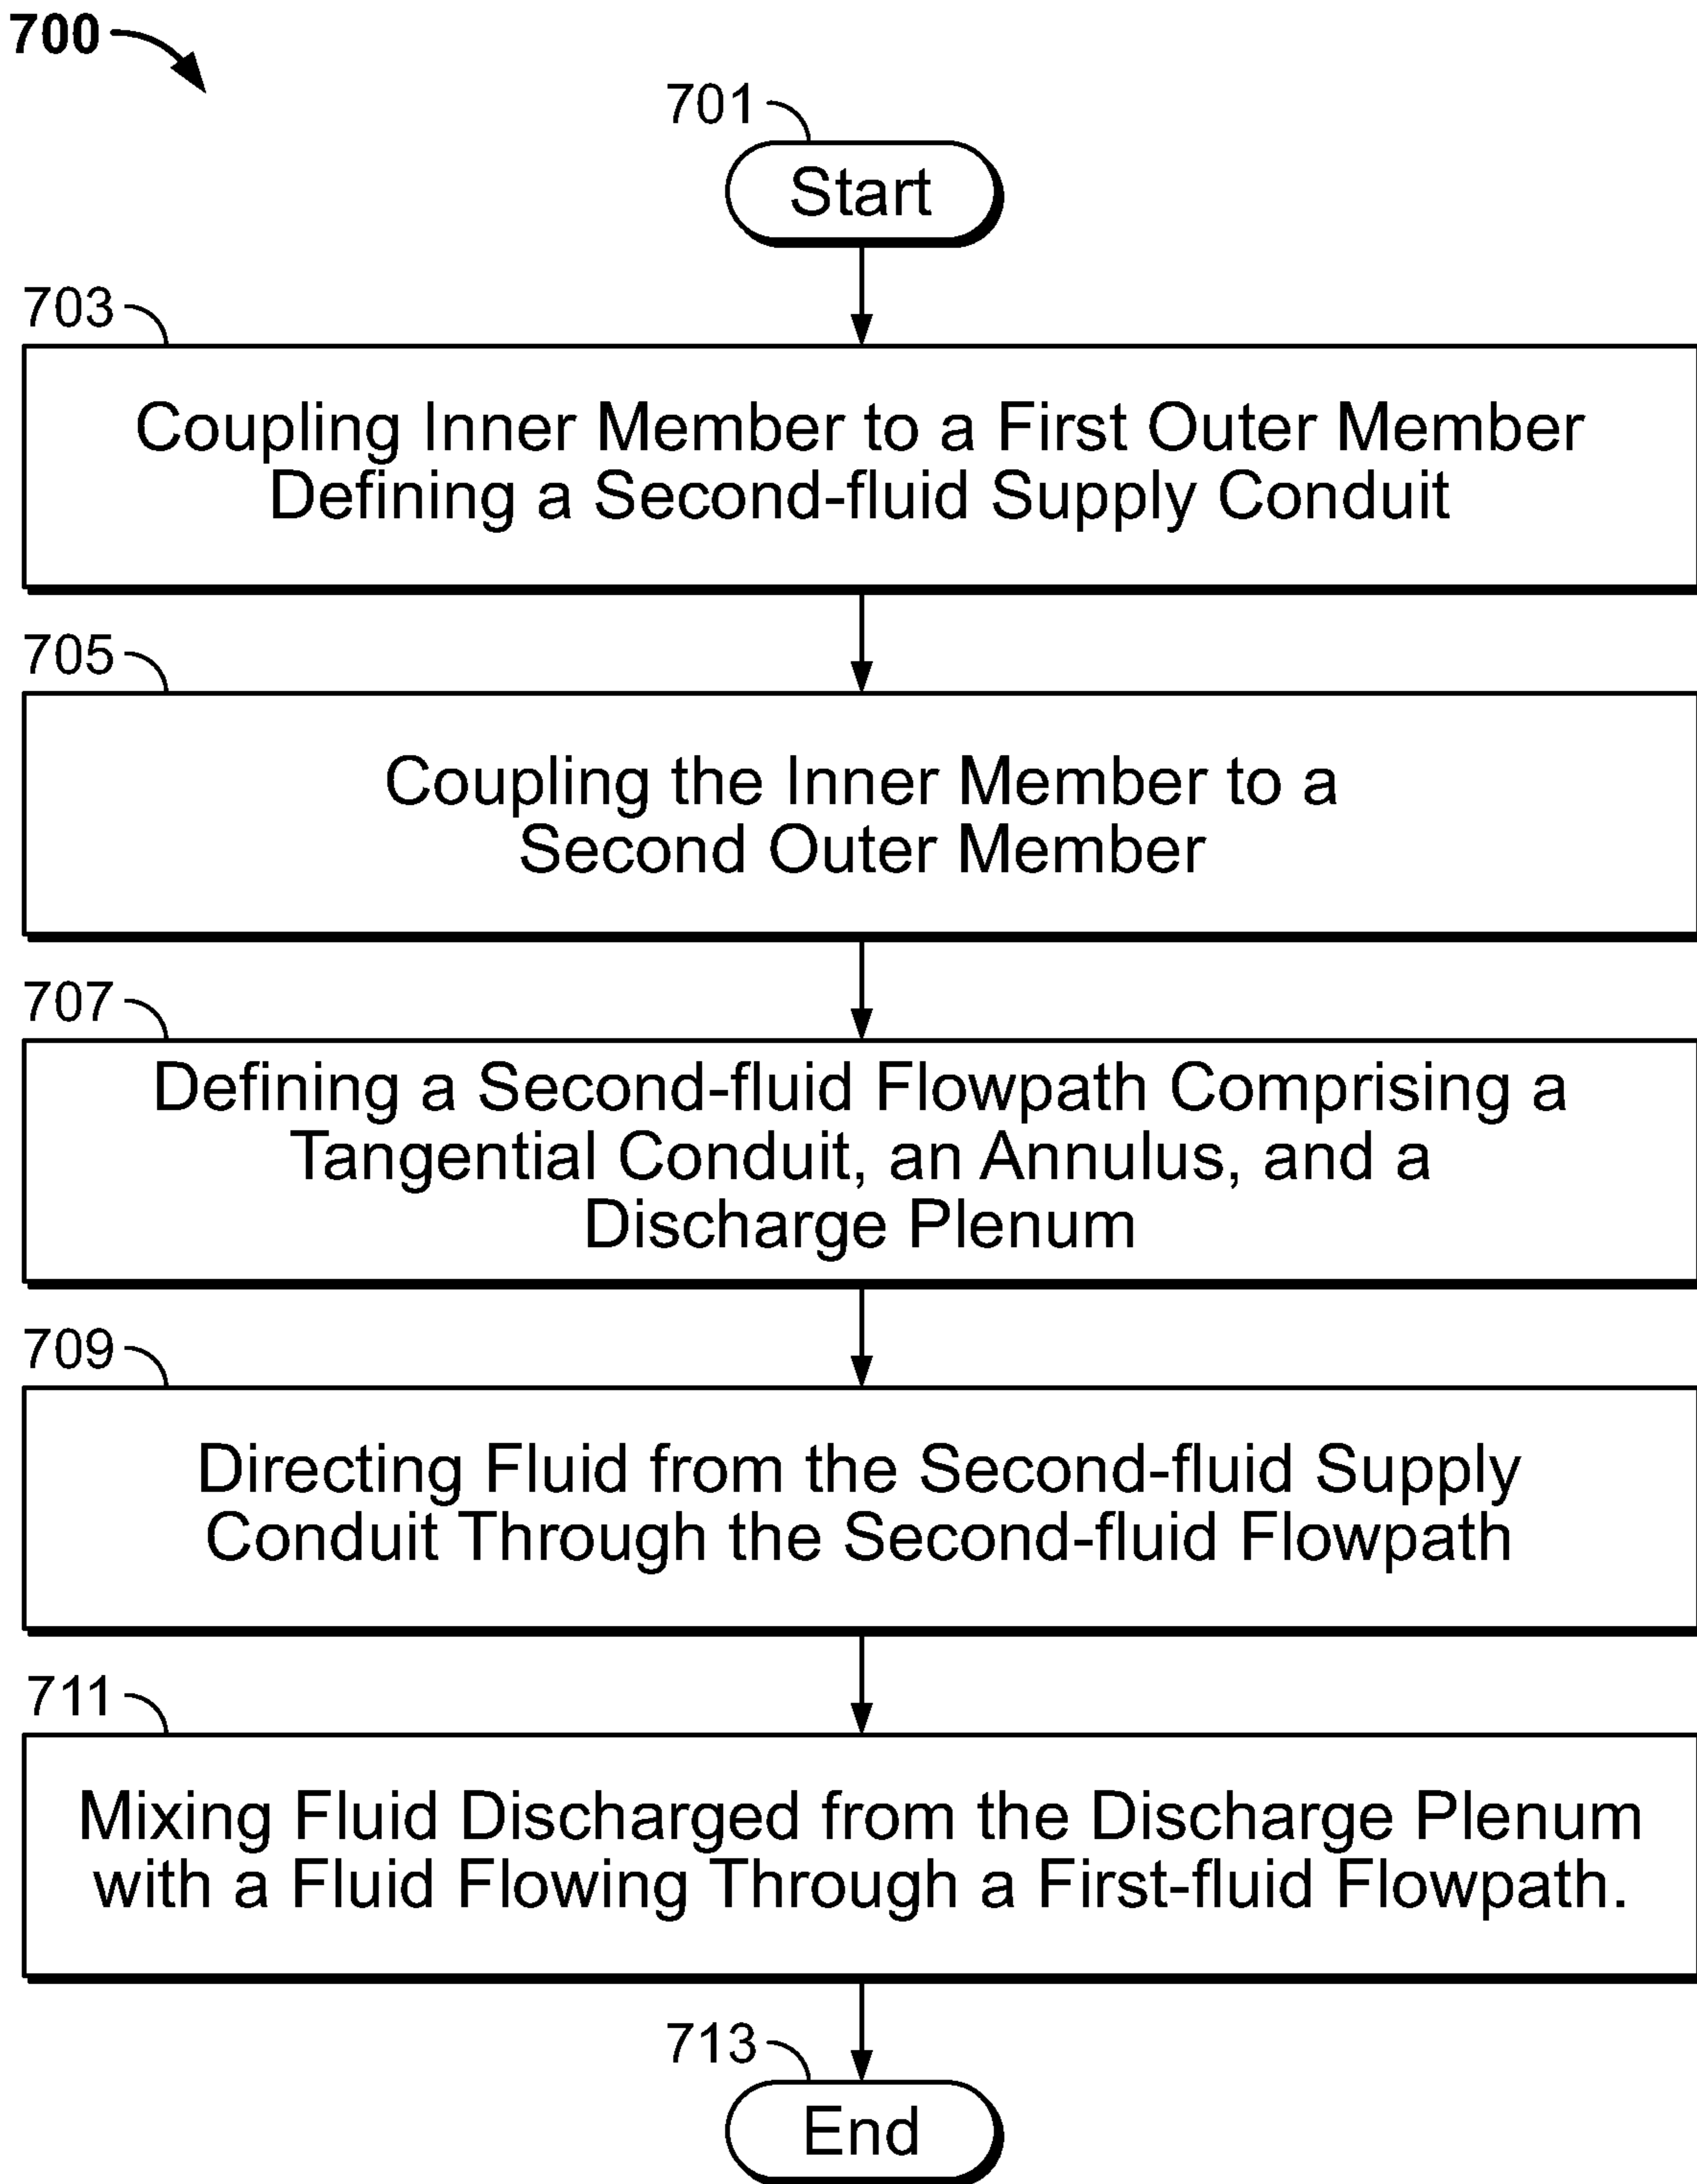 700
701
Start
703
Coupling Inner Member to a First Outer Member
Defining a Second-fluid Supply Conduit
705
Coupling the Inner Member to a
Second Outer Member
707
Defining a Second-fluid Flowpath Comprising a
Tangential Conduit, an Annulus, and a
Discharge Plenum
709
Directing Fluid from the Second-fluid Supply
Conduit Through the Second-fluid Flowpath
711
Mixing Fluid Discharged from the Discharge Plenum
with a Fluid Flowing Through a First-fluid Flowpath.
713
End